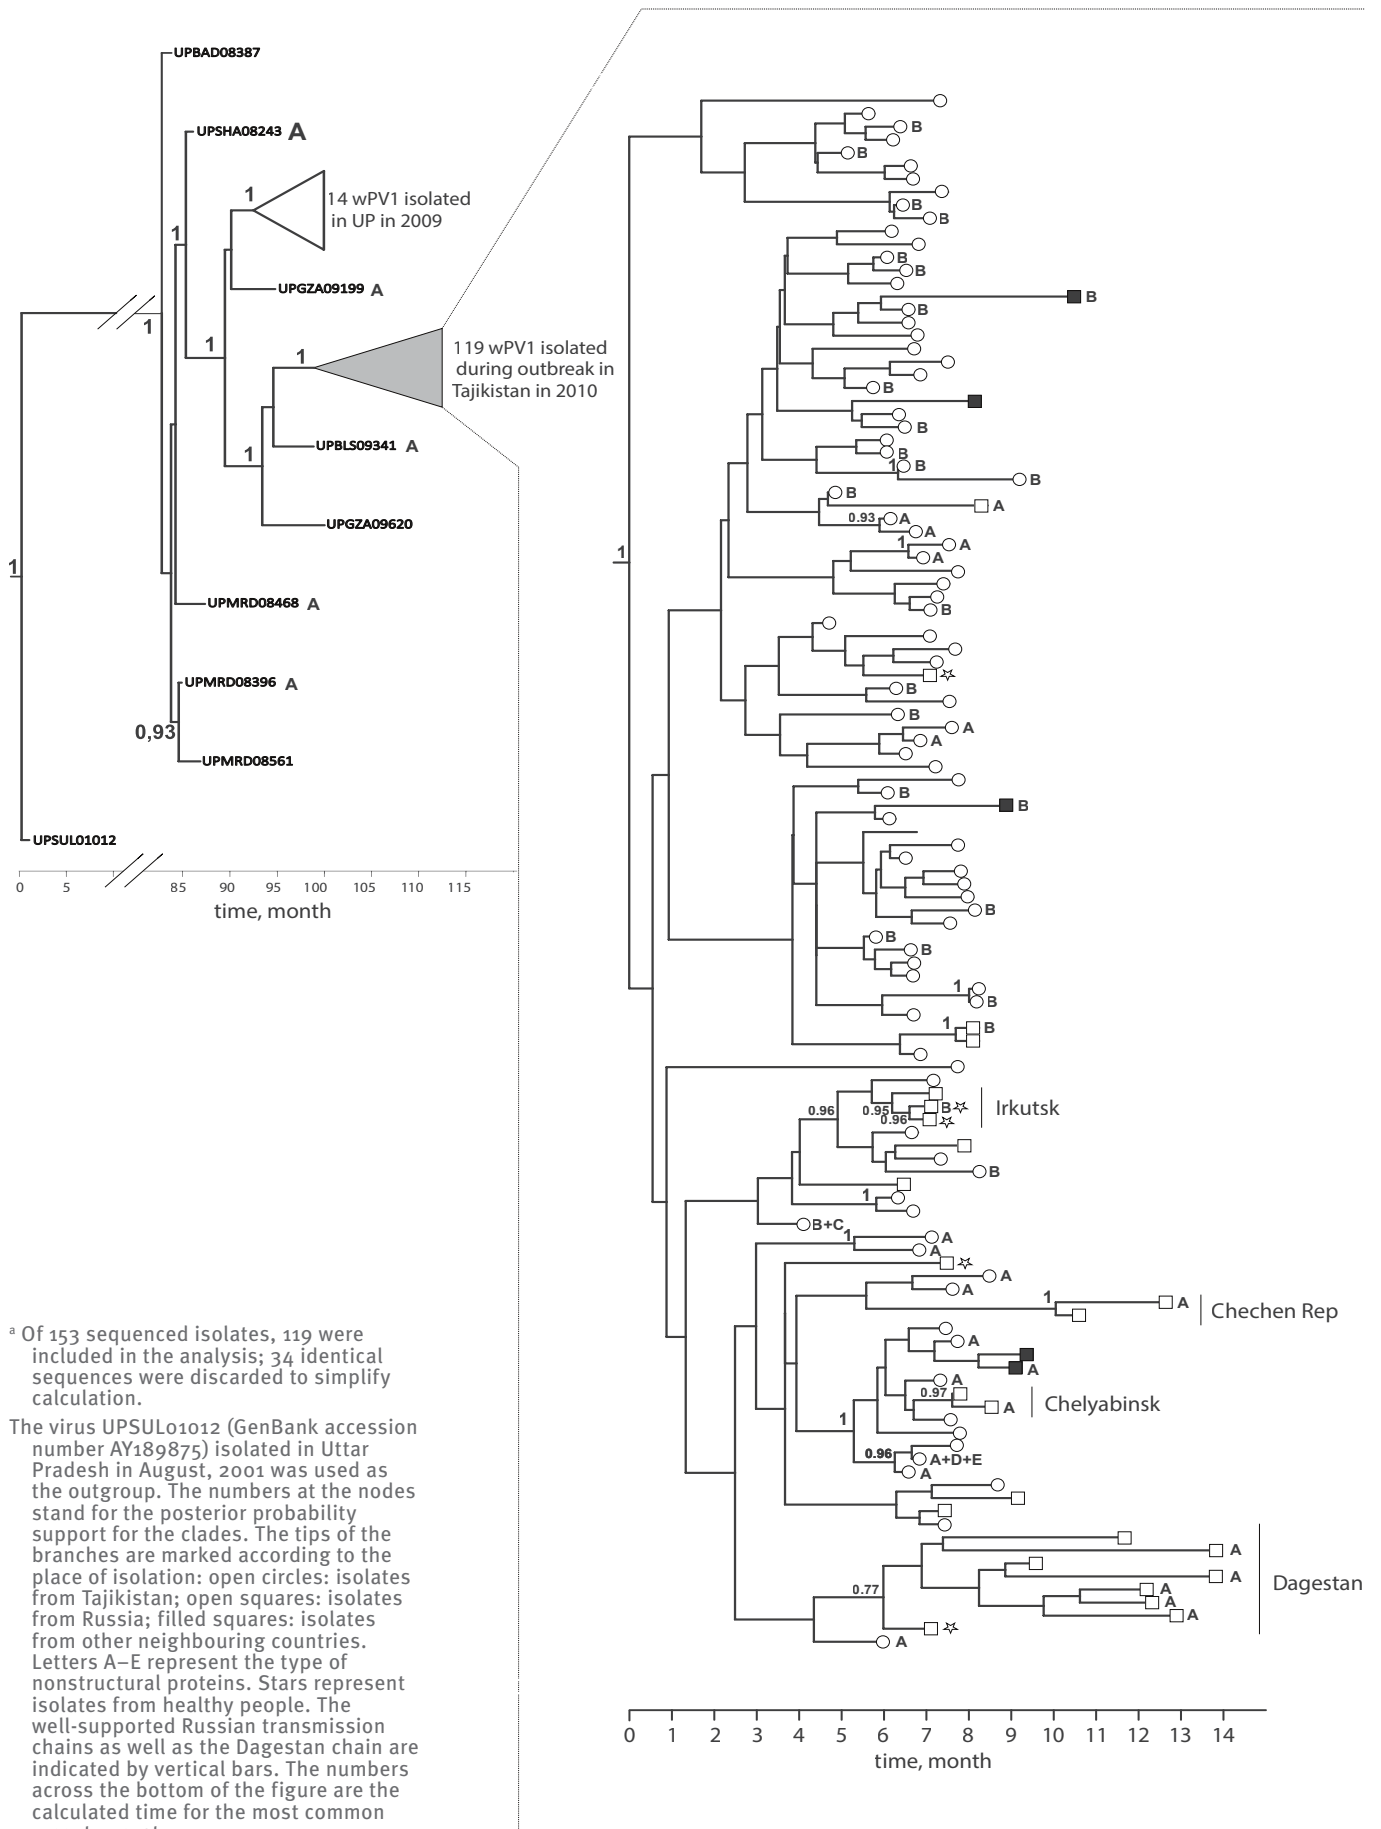 UPBAD08387
UPSHA08243 A
1
14 wPV1 isolated
in UP in 2009
1
UPGZA09199 A
1
1
1
119 wPV1 isolated
during outbreak in
Tajikistan in 2010
UPBLS09341 A
1
UPGZA09620
1
UPMRD08468 A
UPMRD08396 A
0,93
UPMRD08561
UPSUL01012
0 5 85 90 95 100 105 110 115
time, month
a Of 153 sequenced isolates, 119 were
included in the analysis; 34 identical
sequences were discarded to simplify
calculation.
The virus UPSUL01012 (GenBank accession
number AY189875) isolated in Uttar
Pradesh in August, 2001 was used as
the outgroup. The numbers at the nodes
stand for the posterior probability
support for the clades. The tips of the
branches are marked according to the
place of isolation: open circles: isolates
from Tajikistan; open squares: isolates
from Russia; filled squares: isolates
from other neighbouring countries.
Letters A–E represent the type of
nonstructural proteins. Stars represent
isolates from healthy people. The
well-supported Russian transmission
chains as well as the Dagestan chain are
indicated by vertical bars. The numbers
across the bottom of the figure are the
calculated time for the most common
B
B
B
B
B
B
B
B
B
B
B
1 B
B
B
A
0.93 A
A
1
1 A
A
B
B
B
A
A
B
B
B
B
B
1
B
1 B
0.96
0.95 B
0.96
Irkutsk
B
1
B+C
1 A
A
A
A
1 A
Chechen Rep
A
A
A
0.97
A
Chelyabinsk
1
0.96 A+D+E
A
A
A
0.77 A
A
A
Dagestan
A
0 1 2 3 4 5 6 7 8 9 10 11 12 13 14
time, month